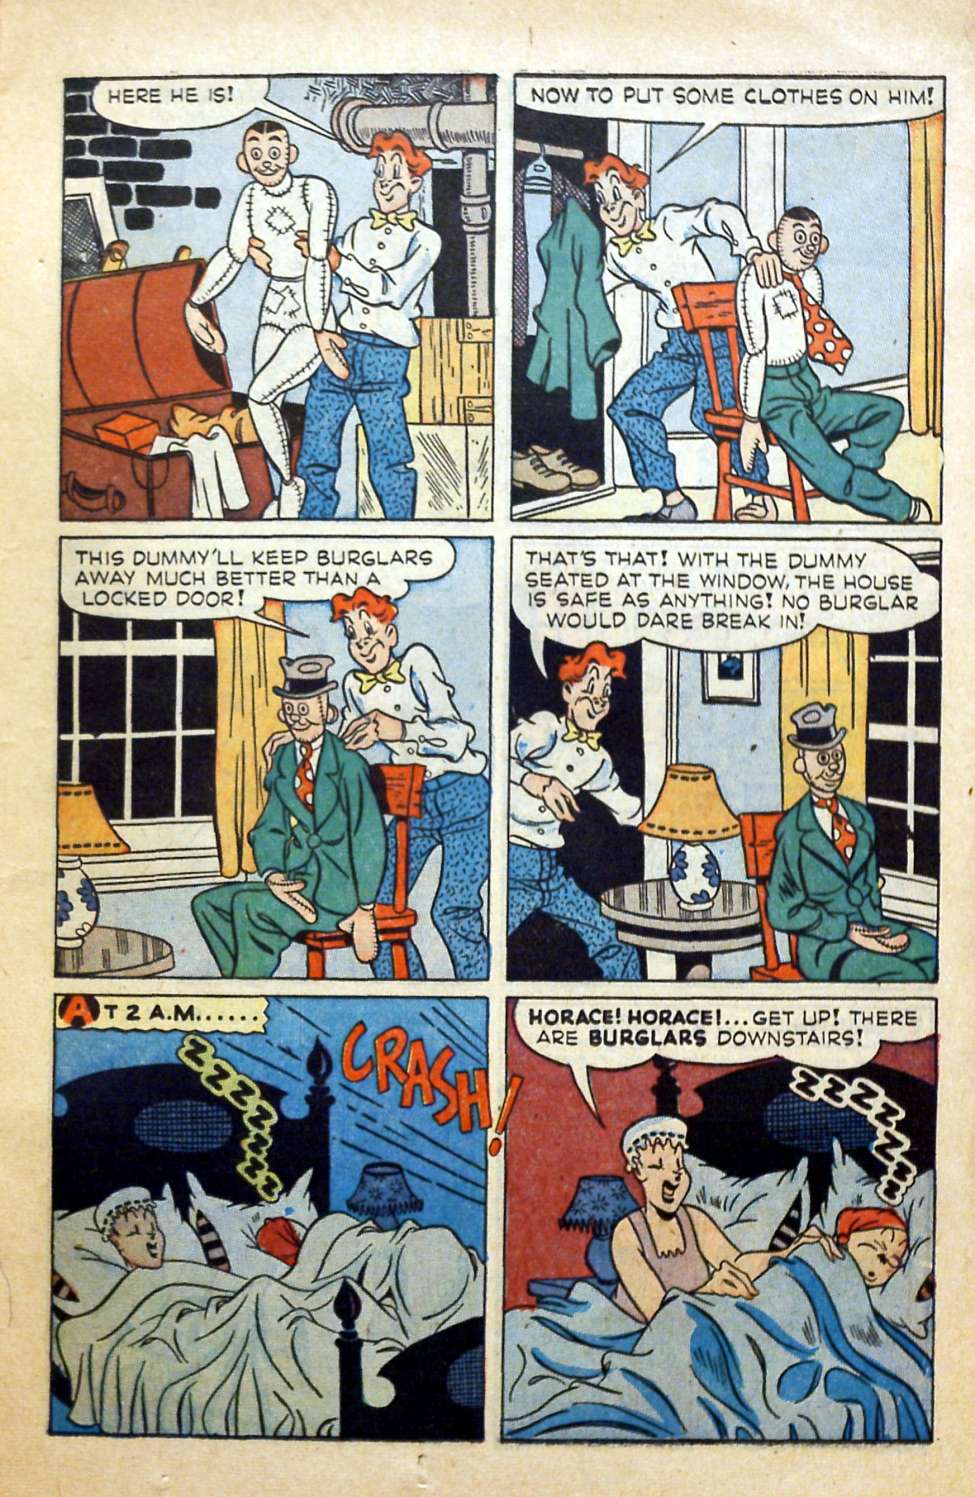 HERE HE IS!
NOW TO PUT SOME CLOTHES ON HIM!
THIS DUMMY'LL KEEP BURGLARS
AWAY MUCH BETTER THAN A
LOCKED DOOR!
THAT'S THAT! WITH THE DUMMY
SEATED AT THE WINDOW, THE HOUSE
IS SAFE AS ANYTHING! NO BURGLAR
WOULD DARE BREAK IN!
AT 2 A.M......
ZZZZZZZZZZ
CRASH!
HORACE! HORACE!...GET UP! THERE
ARE BURGLARS DOWNSTAIRS!
ZZZZZZZZ